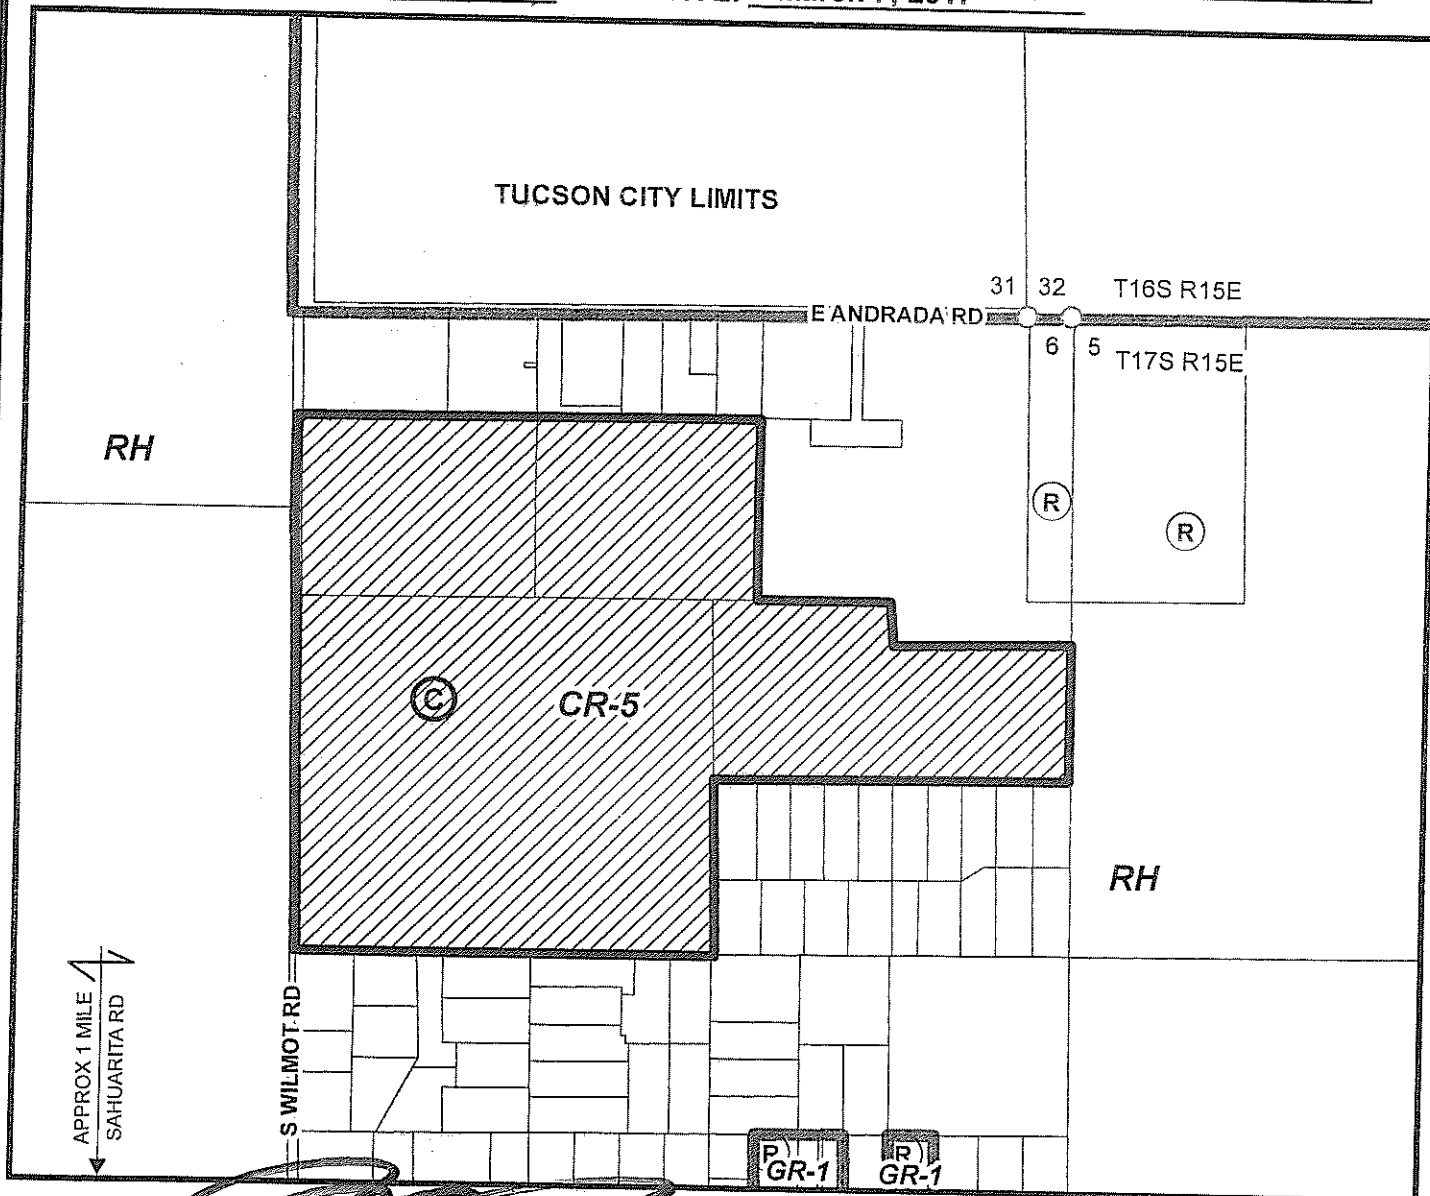 TUCSON CITY LIMITS
31 32 T16S R15E
E ANDRADA RD
6 5 T17S R15E
RH
R
R
C
CR-5
RH
APPROX 1 MILE
SAHUARITA RD
S WILMOT RD
R
GR-1
R
GR-1